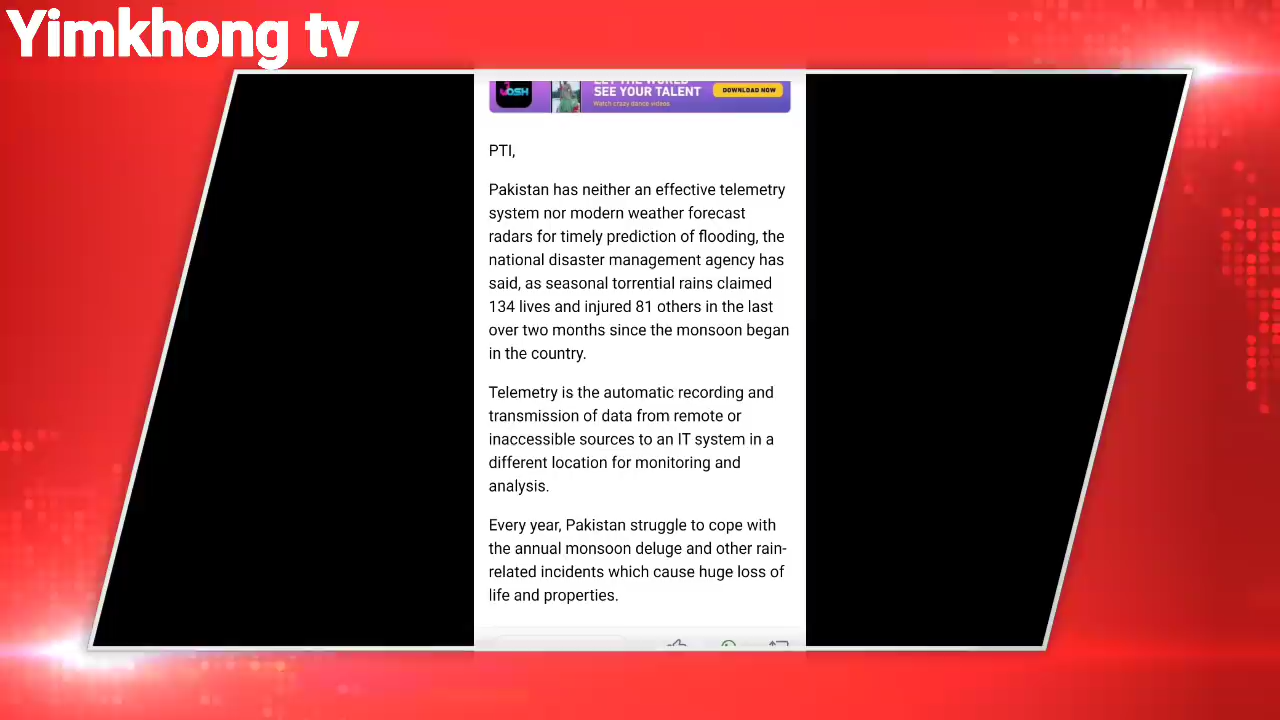 Yimkhong tv
JOSH
SEE YOUR TALENT
Watch crazy dance videos
DOWNLOAD NOW
PTI,
Pakistan has neither an effective telemetry
system nor modern weather forecast
radars for timely prediction of flooding, the
national disaster management agency has
said, as seasonal torrential rains claimed
134 lives and injured 81 others in the last
over two months since the monsoon began
in the country.
Telemetry is the automatic recording and
transmission of data from remote or
inaccessible sources to an IT system in a
different location for monitoring and
analysis.
Every year, Pakistan struggle to cope with
the annual monsoon deluge and other rain-
related incidents which cause huge loss of
life and properties.